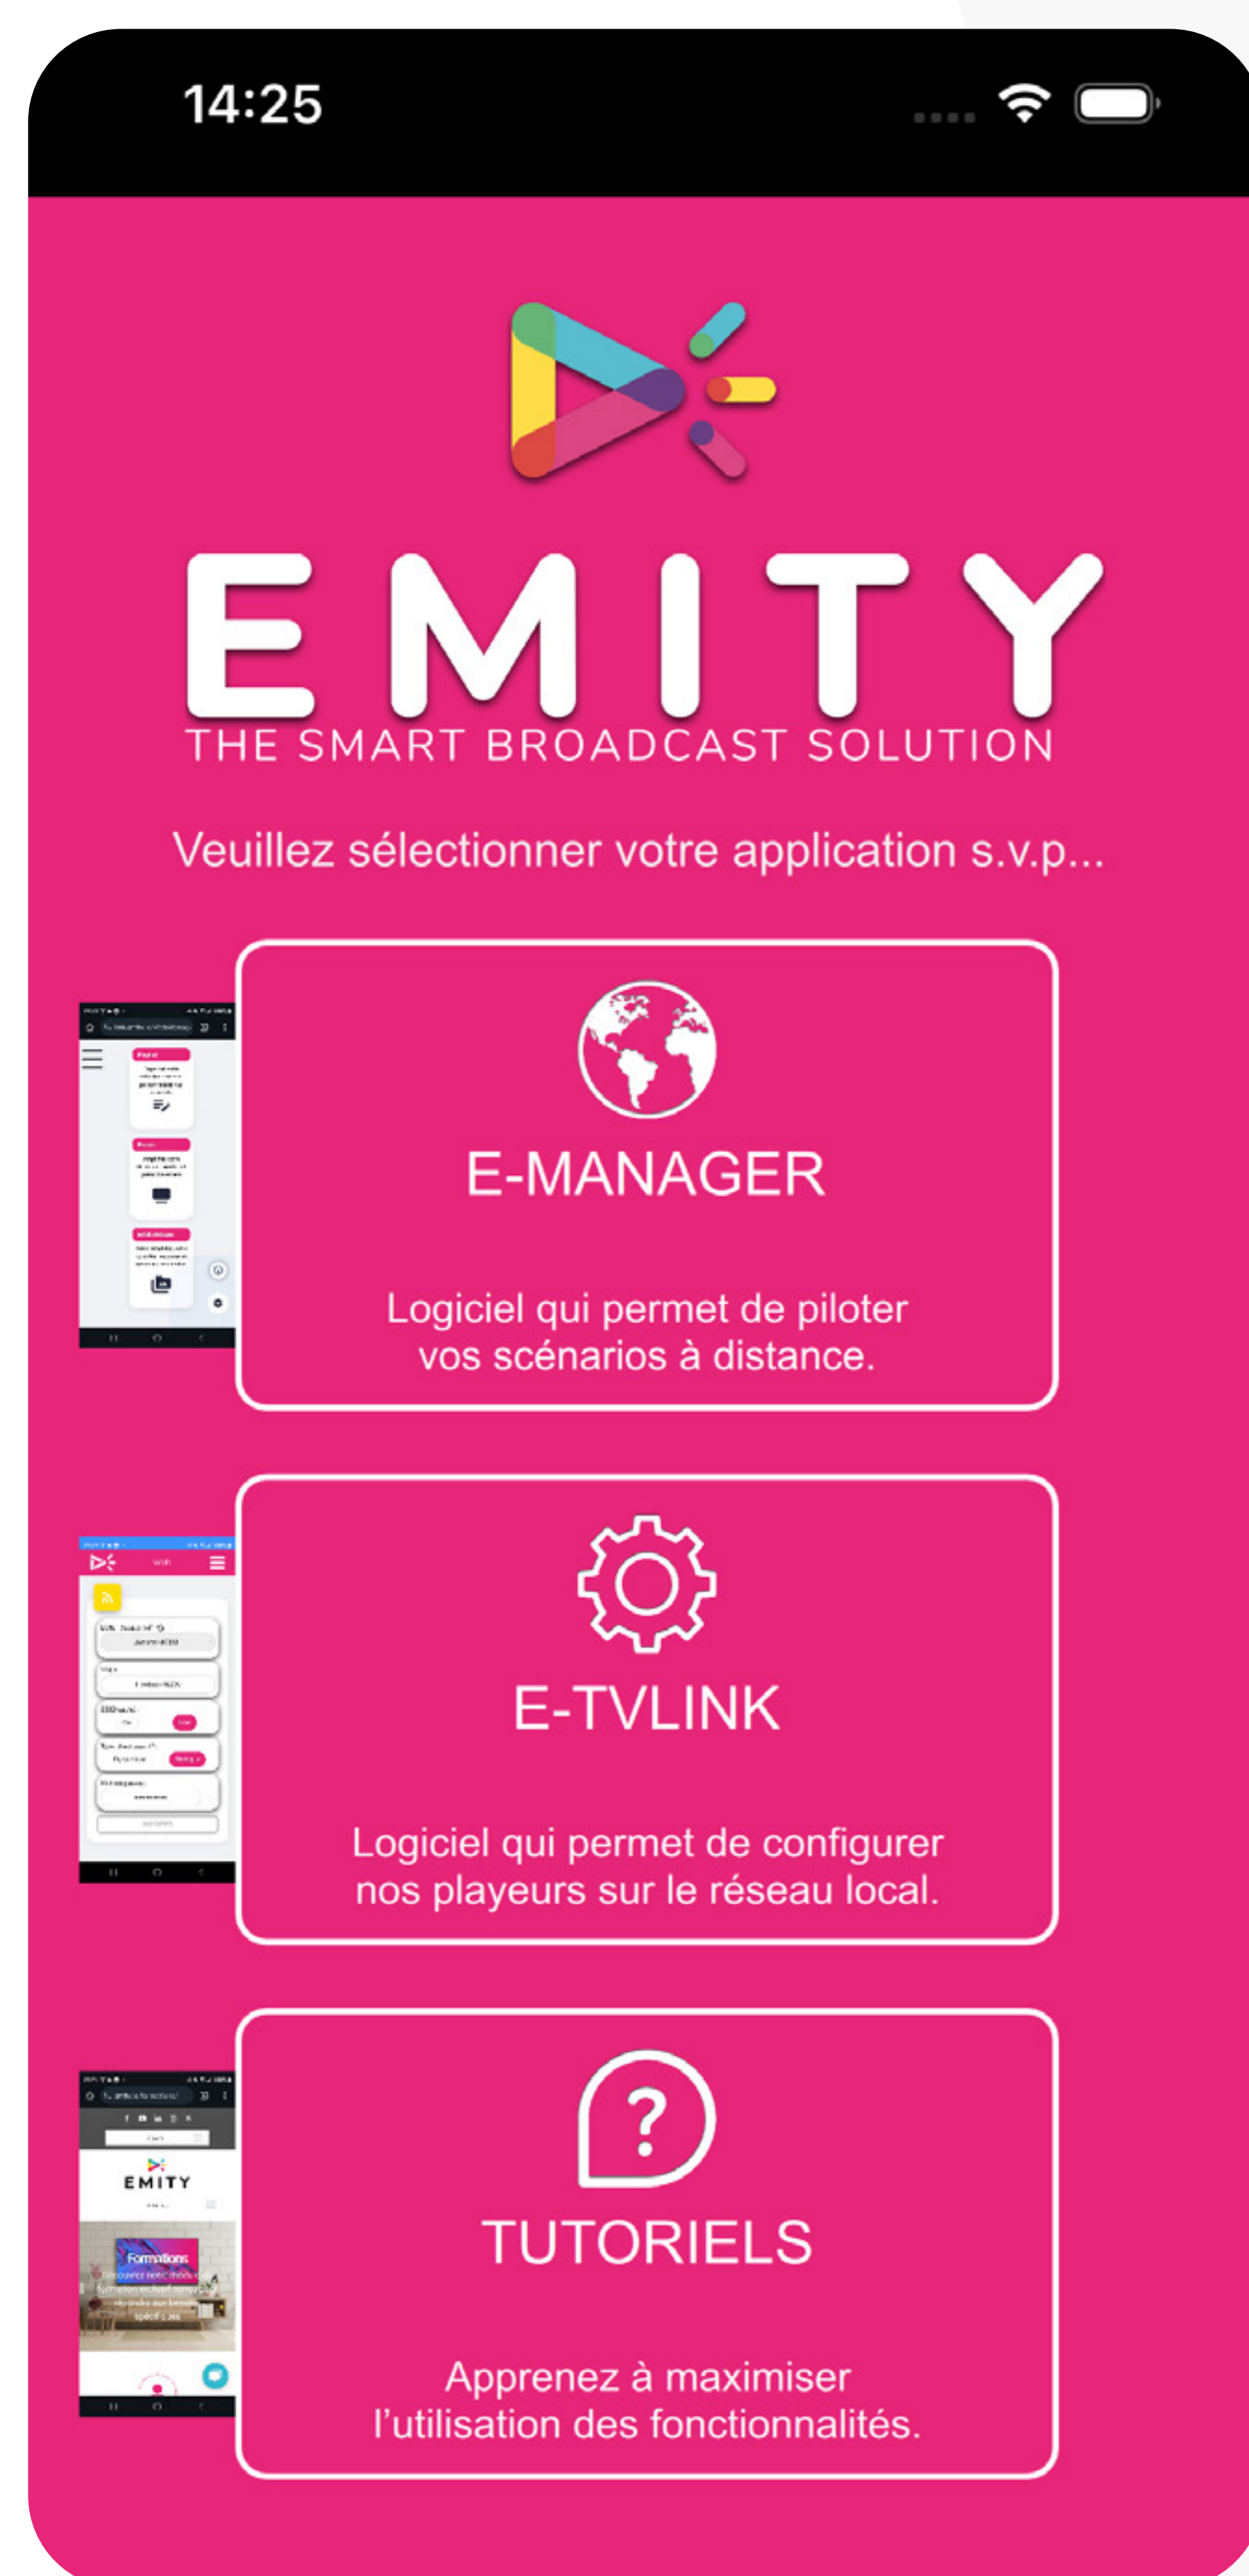 14:25
EMITY
THE SMART BROADCAST SOLUTION
Veuillez sélectionner votre application s.v.p...
E-MANAGER
Logiciel qui permet de piloter
vos scénarios à distance.
E-TVLINK
Logiciel qui permet de configurer
nos playeurs sur le réseau local.
EMITY
Formations
TUTORIELS
Apprenez à maximiser
l'utilisation des fonctionnalités.